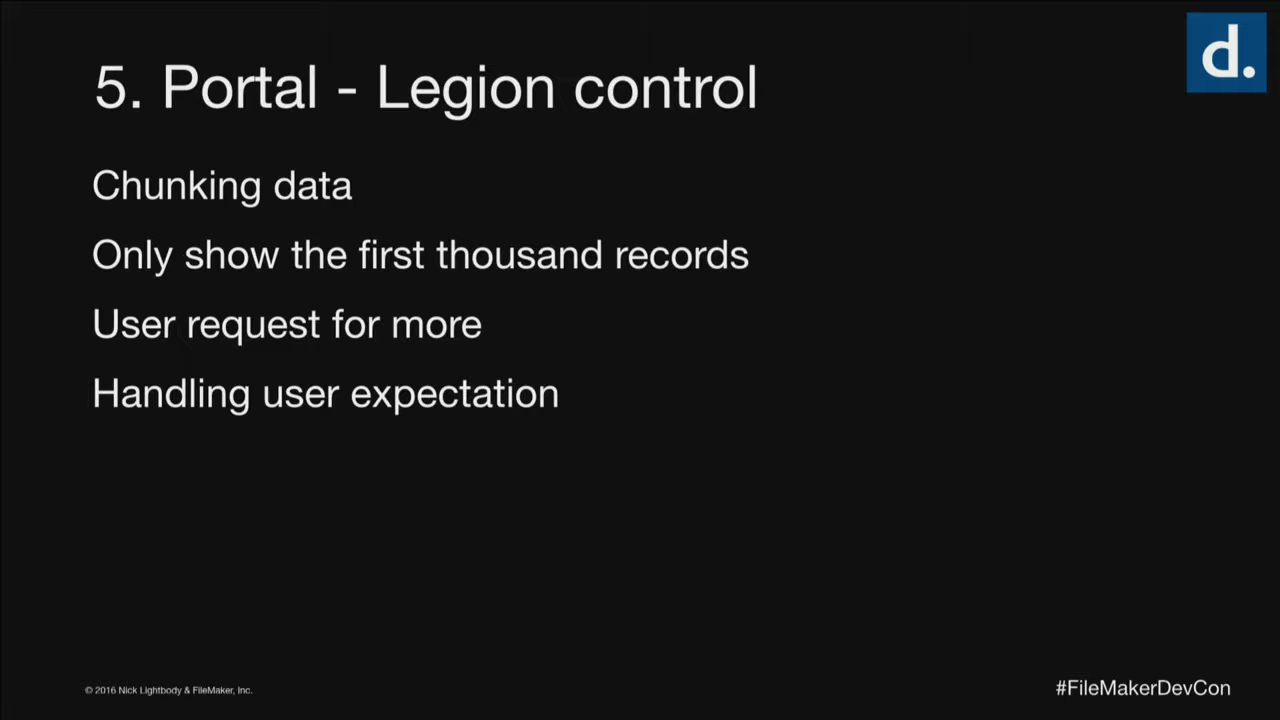 d.
5. Portal - Legion control
Chunking data
Only show the first thousand records
User request for more
Handling user expectation
© 2016 Nick Lightbody & FileMaker, Inc.
#FileMakerDevCon